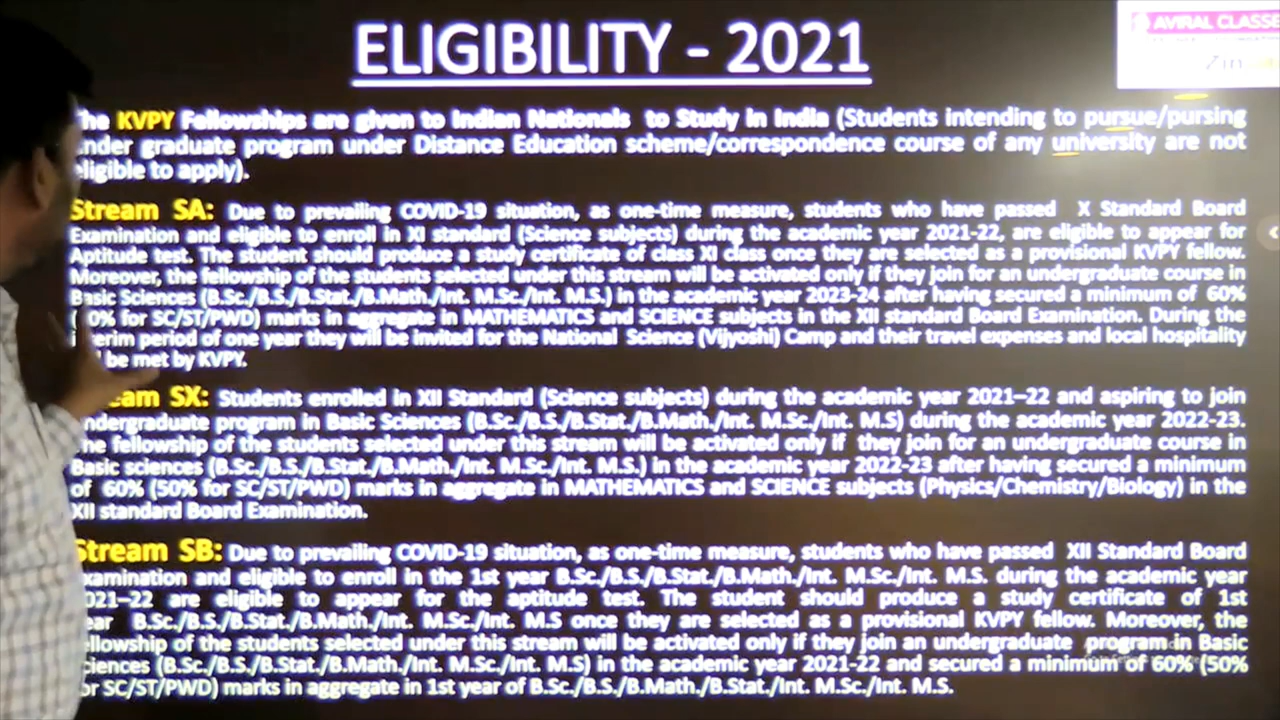 ELIGIBILITY - 2021
AVIRAL CLASSE
KVPY Fellowships are given to Indian Nationals to Study in India (Students intending to pursue/pursing
graduate program under Distance Education scheme/correspondence course of any university are not
eligible to apply).
Stream SA: Due to prevailing COVID-19 situation, as one-time measure, students who have passed X Standard Board
Examination and eligible to enroll in XI standard (Science subjects) during the academic year 2021-22, are eligible to appear for
Aptitude test. The student should produce a study certificate of class XI class once they are selected as a provisional KVPY fellow.
Moreover, the fellowship of the students selected under this stream will be activated only if they join for an undergraduate course in
Basic Sciences (B.Sc./B.S./B.Stat./B.Math./Int. M.Sc./Int. M.S.) in the academic year 2023-24 after having secured a minimum of 60%
( 0% for SC/ST/PWD) marks in aggregate in MATHEMATICS and SCIENCE subjects in the XII standard Board Examination. During the
period of one year they will be invited for the National Science (Vijyoshi) Camp and their travel expenses and local hospitality
be met by KVPY.
SX: Students enrolled in XII Standard (Science subjects) during the academic year 2021–22 and aspiring to join
undergraduate program in Basic Sciences (B.Sc./B.S./B.Stat./B.Math./Int. M.Sc./Int. M.S) during the academic year 2022-23.
The fellowship of the students selected under this stream will be activated only if they join for an undergraduate course in
Basic sciences (B.Sc./B.S./B.Stat./B.Math./Int. M.Sc./Int. M.S.) in the academic year 2022-23 after having secured a minimum
of 60% (50% for SC/ST/PWD) marks in aggregate in MATHEMATICS and SCIENCE subjects (Physics/Chemistry/Biology) in the
XII standard Board Examination.
Stream SB: Due to prevailing COVID-19 situation, as one-time measure, students who have passed XII Standard Board
Examination and eligible to enroll in the 1st year B.Sc./B.S./B.Stat./B.Math./Int. M.Sc./Int. M.S. during the academic year
2021–22 are eligible to appear for the aptitude test. The student should produce a study certificate of 1st
year B.Sc./B.S./B.Stat./B.Math./Int. M.Sc./Int. M.S once they are selected as a provisional KVPY fellow. Moreover, the
fellowship of the students selected under this stream will be activated only if they join an undergraduate program in Basic
Sciences (B.Sc./B.S./B.Stat./B.Math./Int. M.Sc./Int. M.S) in the academic year 2021-22 and secured a minimum of 60% (50%
for SC/ST/PWD) marks in aggregate in 1st year of B.Sc./B.S./B.Math./B.Stat./Int. M.Sc./Int. M.S.